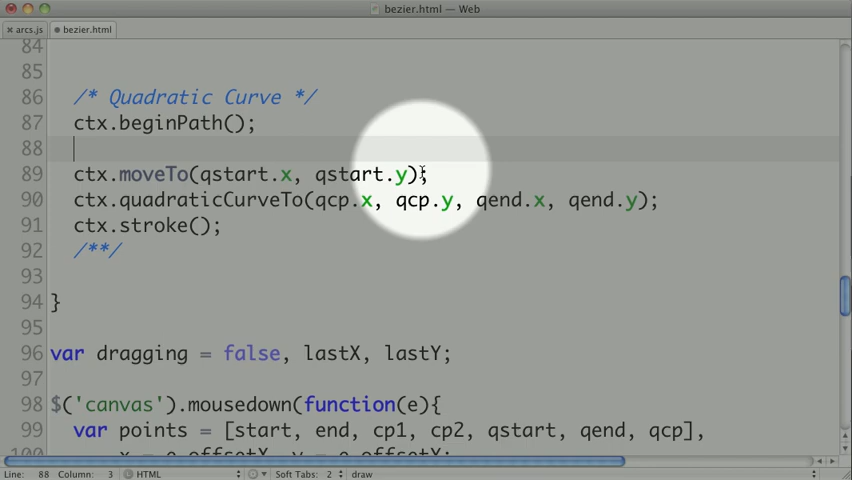 bezier.html — Web
arcs.js bezier.html
84
85
86 /* Quadratic Curve */
87 ctx.beginPath();
88
89 ctx.moveTo(qstart.x, qstart.y);
90 ctx.quadraticCurveTo(qcp.x, qcp.y, qend.x, qend.y);
91 ctx.stroke();
92 /**/
93
94 }
95
96 var dragging = false, lastX, lastY;
97
98 $('canvas').mousedown(function(e){
99 var points = [start, end, cp1, cp2, qstart, qend, qcp],
100 x = e.offsetX, y = e.offsetY
Line: 88 Column: 3 HTML Soft Tabs: 2 draw